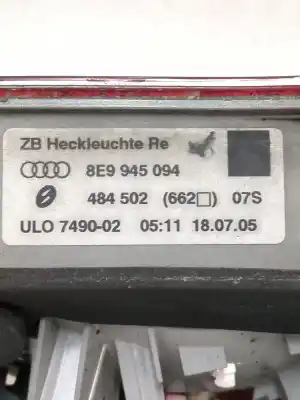 ZB Heckleuchte Re
8E9 945 094
484 502 (662□) 07S
ULO 7490-02 05:11 18.07.05